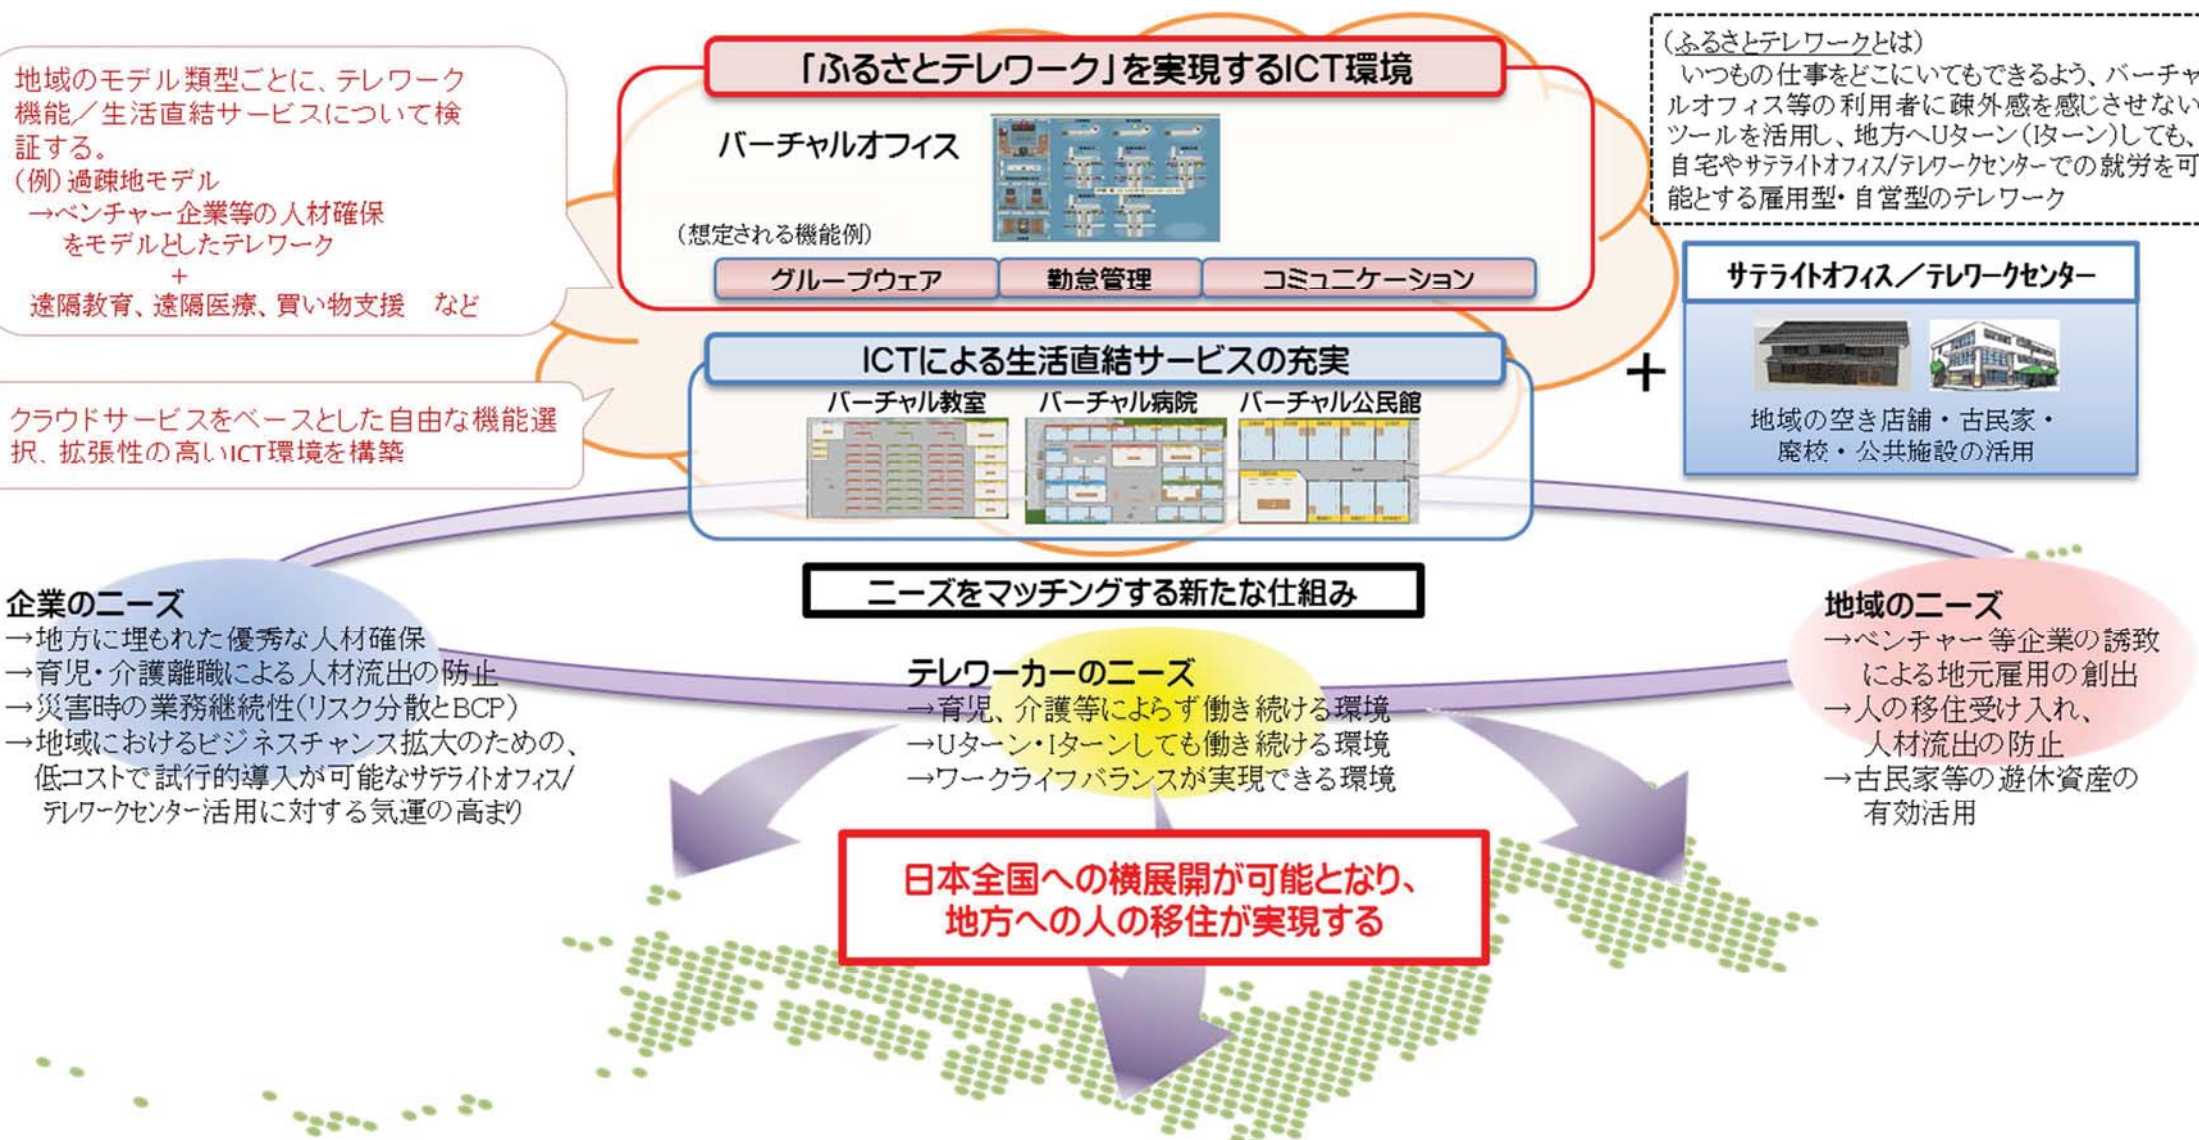 地域のモデル類型ごとに、テレワーク
機能／生活直結サービスについて検
証する。
(例)過疎地モデル
→ベンチャー企業等の人材確保
をモデルとしたテレワーク
+
遠隔教育、遠隔医療、買い物支援　など
クラウドサービスをベースとした自由な機能選
択、拡張性の高いICT環境を構築
「ふるさとテレワーク」を実現するICT環境
バーチャルオフィス
(想定される機能例)
グループウェア
勤怠管理
コミュニケーション
ICTによる生活直結サービスの充実
バーチャル教室
バーチャル病院
バーチャル公民館
(ふるさとテレワークとは)
いつもの仕事をどこにいてもできるよう、バーチャ
ルオフィス等の利用者に疎外感を感じさせない
ツールを活用し、地方へUターン(Iターン)しても、
自宅やサテライトオフィス/テレワークセンターでの就労を可
能とする雇用型・自営型のテレワーク
+
サテライトオフィス／テレワークセンター
地域の空き店舗・古民家・
廃校・公共施設の活用
ニーズをマッチングする新たな仕組み
企業のニーズ
→地方に埋もれた優秀な人材確保
→育児・介護離職による人材流出の防止
→災害時の業務継続性(リスク分散とBCP)
→地域におけるビジネスチャンス拡大のための、
低コストで試行的導入が可能なサテライトオフィス/
テレワークセンター活用に対する気運の高まり
テレワーカーのニーズ
→育児、介護等によらず働き続ける環境
→Uターン・Iターンしても働き続ける環境
→ワークライフバランスが実現できる環境
地域のニーズ
→ベンチャー等企業の誘致
による地元雇用の創出
→人の移住受け入れ、
人材流出の防止
→古民家等の遊休資産の
有効活用
日本全国への横展開が可能となり、
地方への人の移住が実現する